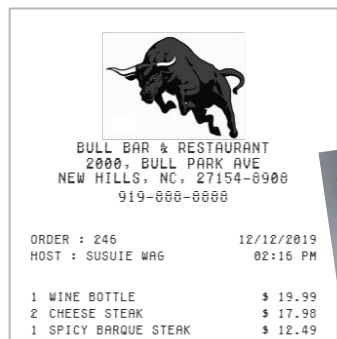 BULL BAR & RESTAURANT
2000, BULL PARK AVE
NEW HILLS, NC, 27154-8908
919-888-8888
ORDER : 246 12/12/2019
HOST : SUSUIE WAG 02:16 PM
1 WINE BOTTLE $ 19.99
2 CHEESE STEAK $ 17.98
1 SPICY BARQUE STEAK $ 12.49